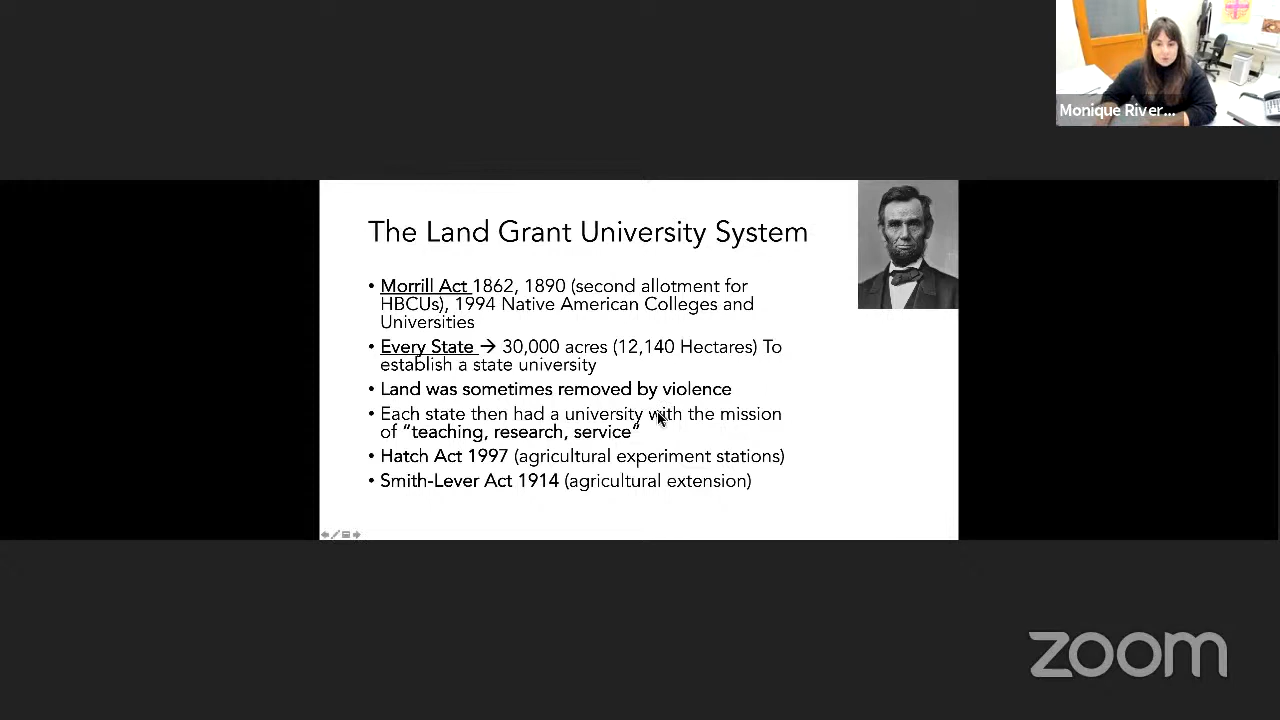 Monique River...
The Land Grant University System
• Morrill Act 1862, 1890 (second allotment for
HBCUs), 1994 Native American Colleges and
Universities
• Every State → 30,000 acres (12,140 Hectares) To
establish a state university
• Land was sometimes removed by violence
• Each state then had a university with the mission
of “teaching, research, service“
• Hatch Act 1997 (agricultural experiment stations)
• Smith-Lever Act 1914 (agricultural extension)
zoom